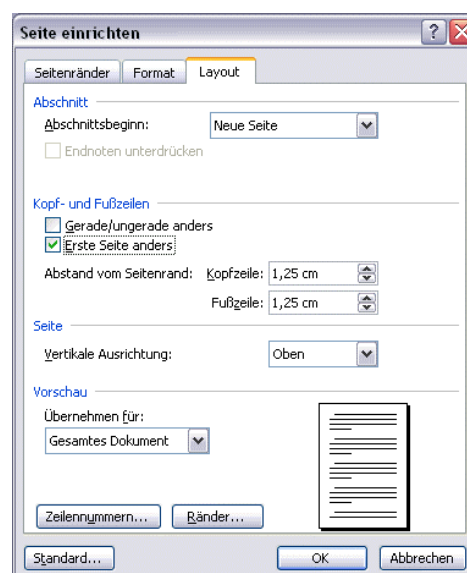 Seite einrichten
Seitenränder Format Layout
Abschnitt
Abschnittsbeginn: Neue Seite
Endnoten unterdrücken
Kopf- und Fußzeilen
Gerade/ungerade anders
Erste Seite anders
Abstand vom Seitenrand: Kopfzeile: 1,25 cm
Fußzeile: 1,25 cm
Seite
Vertikale Ausrichtung: Oben
Vorschau
Übernehmen für:
Gesamtes Dokument
Zeilennummern... Ränder...
Standard... OK Abbrechen